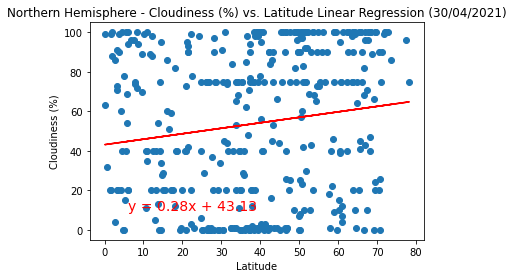 Northern Hemisphere - Cloudiness (%) vs. Latitude Linear Regression (30/04/2021)
Cloudiness (%)
100
80
60
40
20
0
y = 0.28x + 43.13
0 10 20 30 40 50 60 70 80
Latitude